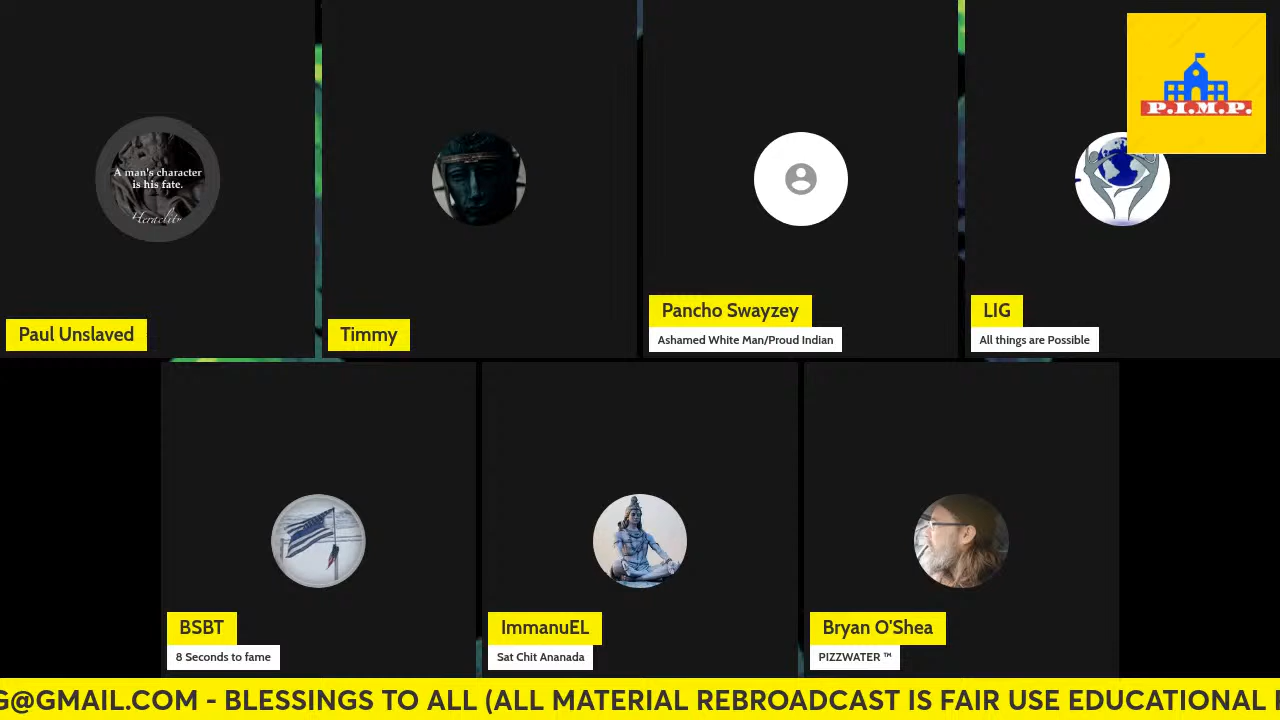 P.I.M.P.
A man's character
is his fate.
Paul Unslaved
Timmy
Pancho Swayzey
Ashamed White Man/Proud Indian
LIG
All things are Possible
BSBT
8 Seconds to fame
ImmanuEL
Sat Chit Ananada
Bryan O'Shea
PIZZWATER ™
G@GMAIL.COM - BLESSINGS TO ALL (ALL MATERIAL REBROADCAST IS FAIR USE EDUCATIONAL